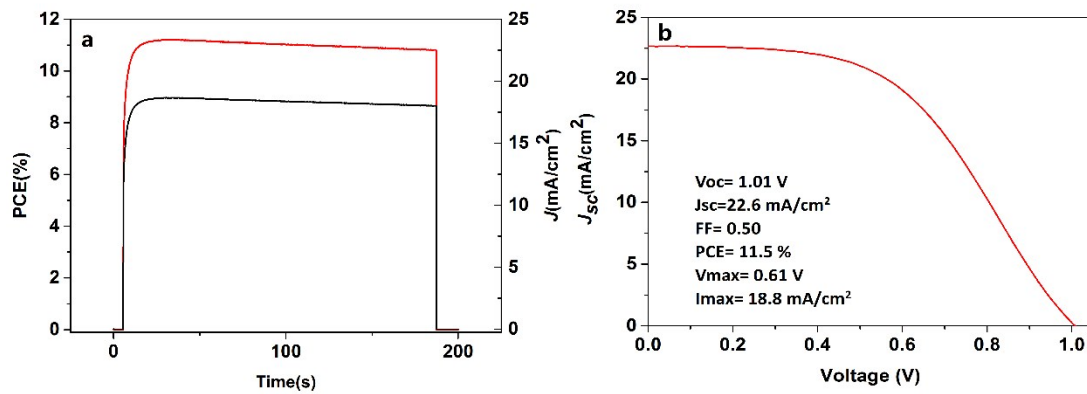 a
12
10
8
6
4
2
0
PCE(%)
0
100
200
Time(s)
25
20
15
10
5
0
J(mA/cm²)
b
25
20
15
10
5
0
Jsc(mA/cm²)
Voc= 1.01 V
Jsc=22.6 mA/cm²
FF= 0.50
PCE= 11.5 %
Vmax= 0.61 V
Imax= 18.8 mA/cm²
0.0 0.2 0.4 0.6 0.8 1.0
Voltage (V)